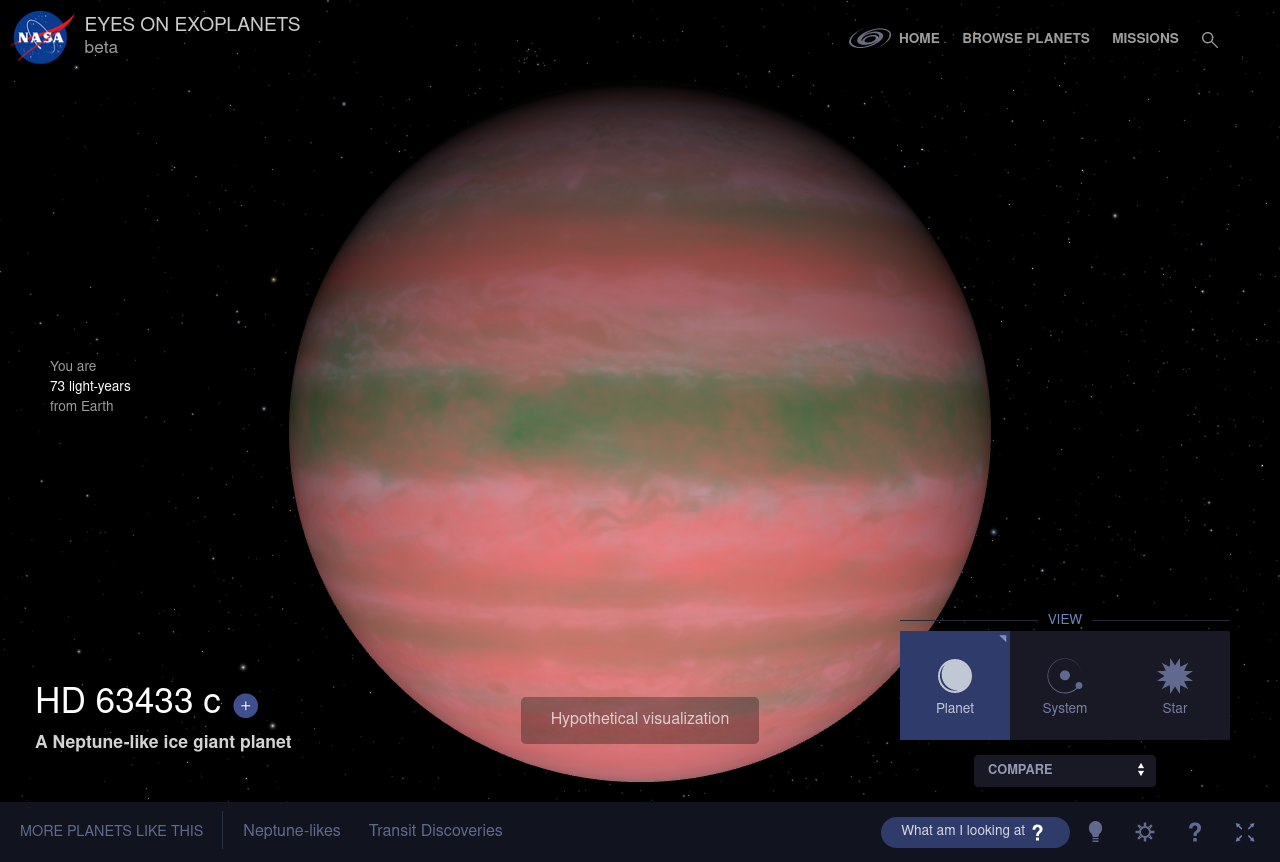 NASA
EYES ON EXOPLANETS
beta
HOME
BROWSE PLANETS
MISSIONS
You are
73 light-years
from Earth
VIEW
Planet
System
Star
COMPARE
HD 63433 c +
A Neptune-like ice giant planet
Hypothetical visualization
MORE PLANETS LIKE THIS
Neptune-likes
Transit Discoveries
What am I looking at ?
?